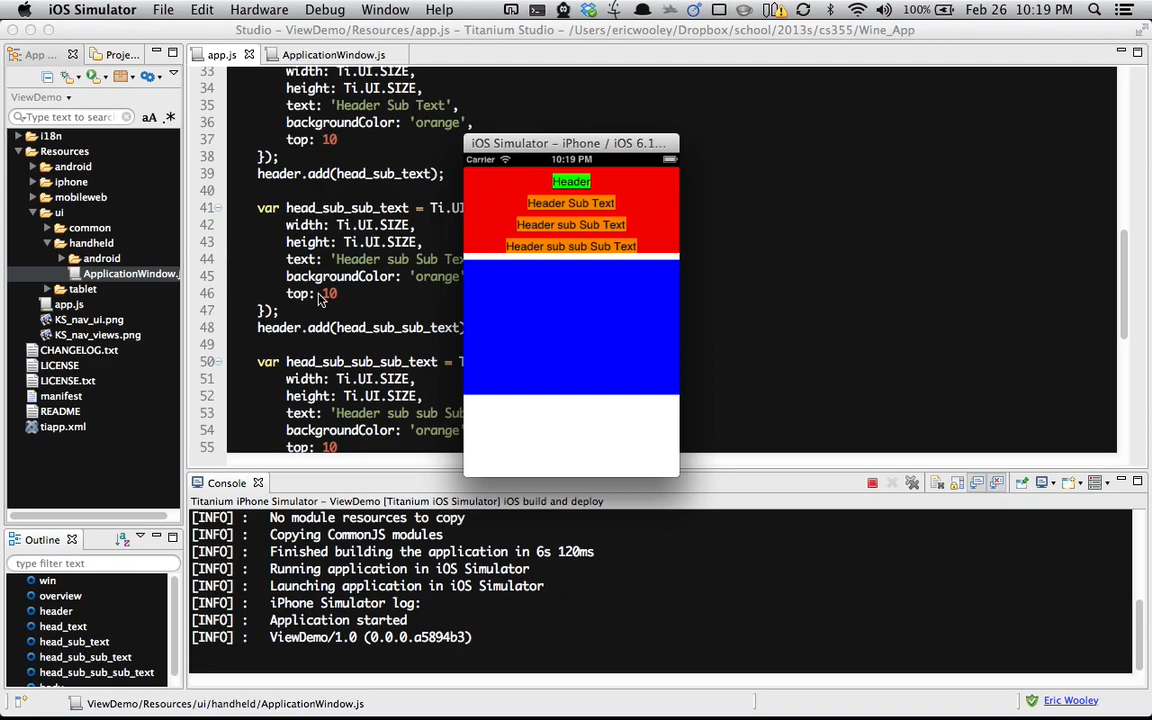 iOS Simulator File Edit Hardware Debug Window Help 100% Feb 26 10:19 PM
Studio - ViewDemo/Resources/app.js - Titanium Studio - /Users/ericwooley/Dropbox/school/2013s/cs355/Wine_App
App ... Proje...
app.js ApplicationWindow.js
ViewDemo
Type text to searc aA .*
i18n
Resources
android
iphone
mobileweb
ui
common
handheld
android
ApplicationWindow.j
tablet
app.js
KS_nav_ui.png
KS_nav_views.png
CHANGELOG.txt
LICENSE
LICENSE.txt
manifest
README
tiapp.xml
33 width: Ti.UI.SIZE,
34 height: Ti.UI.SIZE,
35 text: 'Header Sub Text',
36 backgroundColor: 'orange',
37 top: 10
38 });
39 header.add(head_sub_text);
40
41 var head_sub_sub_text = Ti.U
42 width: Ti.UI.SIZE,
43 height: Ti.UI.SIZE,
44 text: 'Header sub Sub Te
45 backgroundColor: 'orange
46 top: 10
47 });
48 header.add(head_sub_sub_text)
49
50 var head_sub_sub_sub_text = T
51 width: Ti.UI.SIZE,
52 height: Ti.UI.SIZE,
53 text: 'Header sub sub Su
54 backgroundColor: 'orange
55 top: 10
iOS Simulator - iPhone / iOS 6.1...
Carrier 10:19 PM
Header
Header Sub Text
Header sub Sub Text
Header sub sub Sub Text
Console
Titanium iPhone Simulator - ViewDemo [Titanium iOS Simulator] iOS build and deploy
[INFO] : No module resources to copy
[INFO] : Copying CommonJS modules
[INFO] : Finished building the application in 6s 120ms
[INFO] : Running application in iOS Simulator
[INFO] : Launching application in iOS Simulator
[INFO] : iPhone Simulator log:
[INFO] : Application started
[INFO] : ViewDemo/1.0 (0.0.0.a5894b3)
Outline
type filter text
win
overview
header
head_text
head_sub_text
head_sub_sub_text
head_sub_sub_sub_text
ViewDemo/Resources/ui/handheld/ApplicationWindow.js
Eric Wooley